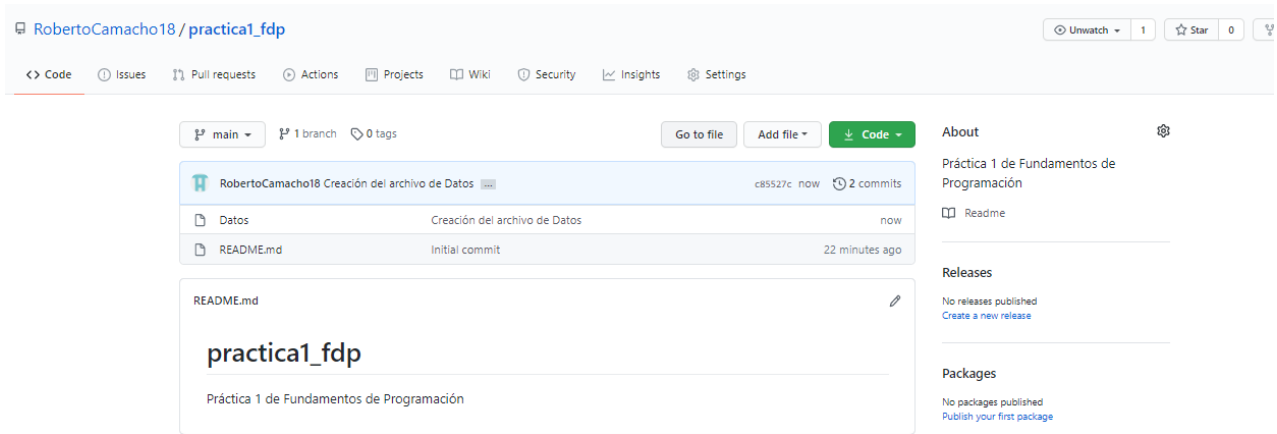 RobertoCamacho18 / practica1_fdp
Unwatch 1 Star 0
Code Issues Pull requests Actions Projects Wiki Security Insights Settings
main 1 branch 0 tags Go to file Add file Code
RobertoCamacho18 Creación del archivo de Datos ... c85527c now 2 commits
Datos Creación del archivo de Datos now
README.md Initial commit 22 minutes ago
README.md
practica1_fdp
Práctica 1 de Fundamentos de Programación
About
Práctica 1 de Fundamentos de
Programación
Readme
Releases
No releases published
Create a new release
Packages
No packages published
Publish your first package